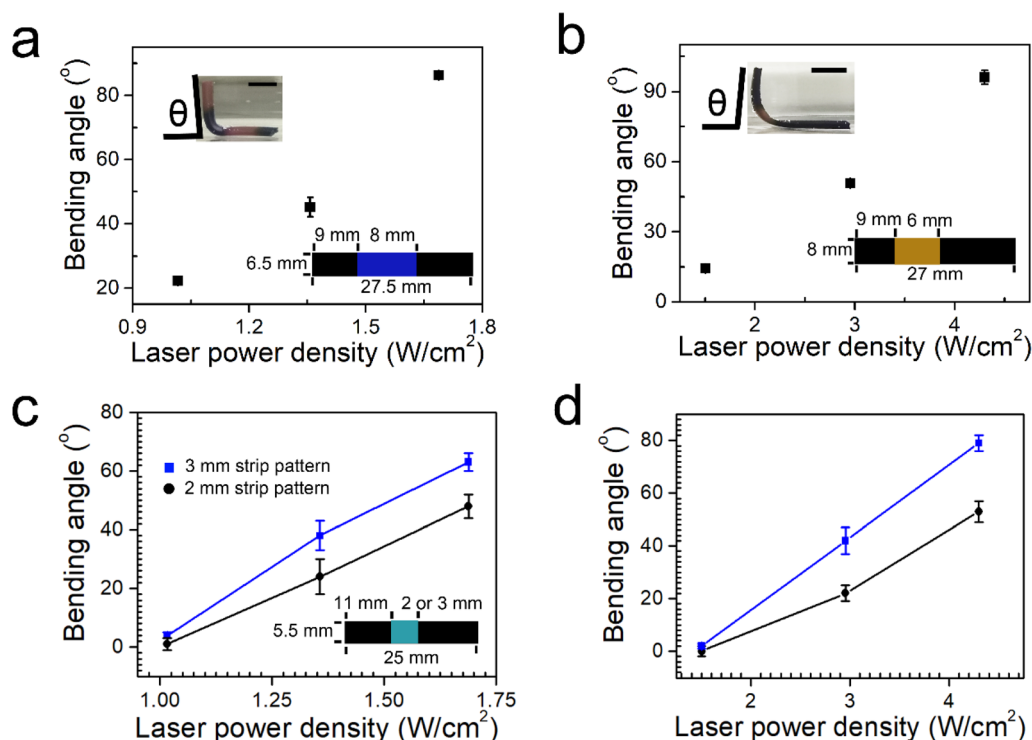 a
Bending angle (°)
80
60
40
20
θ
9 mm 8 mm
6.5 mm
27.5 mm
0.9 1.2 1.5 1.8
Laser power density (W/cm²)
b
Bending angle (°)
90
60
30
0
θ
9 mm 6 mm
8 mm
27 mm
2 3 4
Laser power density (W/cm²)
c
Bending angle (°)
80
60
40
20
0
3 mm strip pattern
2 mm strip pattern
11 mm 2 or 3 mm
5.5 mm
25 mm
1.00 1.25 1.50 1.75
Laser power density (W/cm²)
d
Bending angle (°)
80
60
40
20
0
2 3 4
Laser power density (W/cm²)